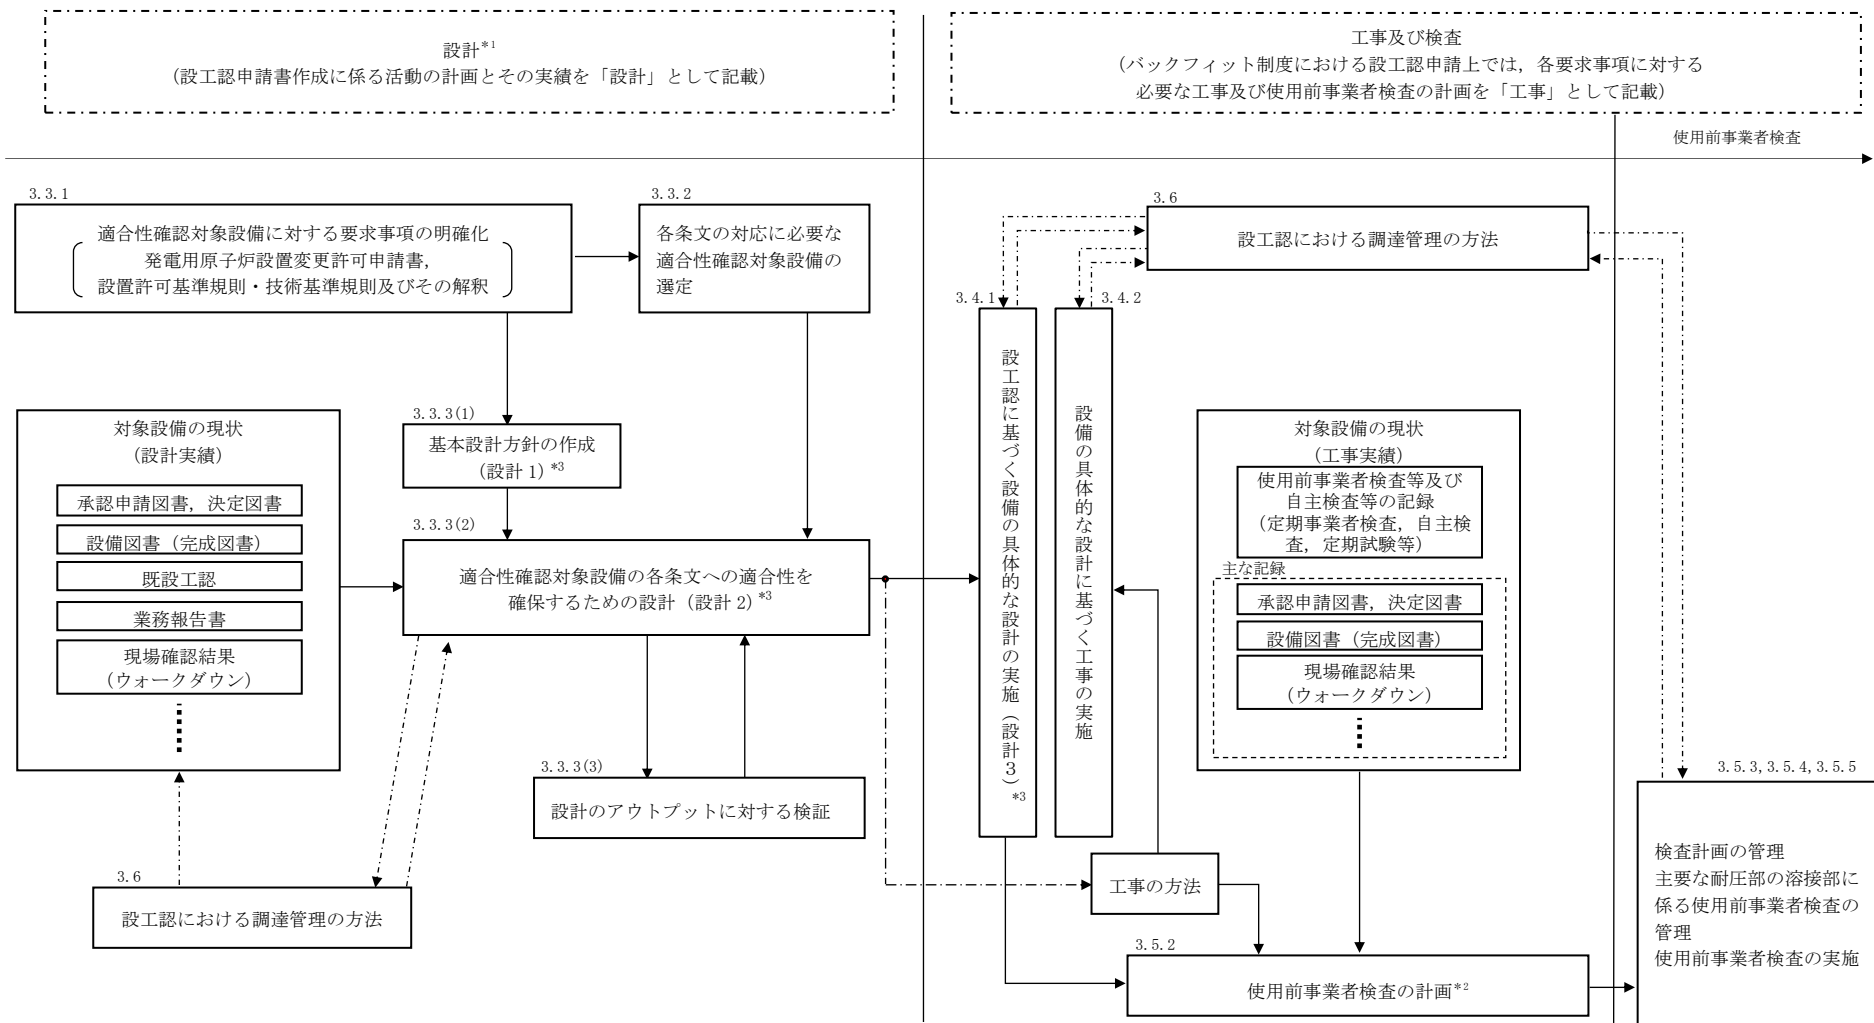 設計*1
（設工認申請書作成に係る活動の計画とその実績を「設計」として記載）
工事及び検査
（バックフィット制度における設工認申請上では，各要求事項に対する
必要な工事及び使用前事業者検査の計画を「工事」として記載）
使用前事業者検査
3.3.1
適合性確認対象設備に対する要求事項の明確化
発電用原子炉設置変更許可申請書，
設置許可基準規則・技術基準規則及びその解釈
3.3.2
各条文の対応に必要な
適合性確認対象設備の
選定
対象設備の現状
（設計実績）
承認申請図書，決定図書
設備図書（完成図書）
既設工認
業務報告書
現場確認結果
（ウォークダウン）
3.3.3(1)
基本設計方針の作成
（設計 1）*3
3.3.3(2)
適合性確認対象設備の各条文への適合性を
確保するための設計（設計 2）*3
3.3.3(3)
設計のアウトプットに対する検証
3.6
設工認における調達管理の方法
3.6
設工認における調達管理の方法
3.4.1
設工認に基づく設備の具体的な設計の実施（設計３）*3
3.4.2
設備の具体的な設計に基づく工事の実施
対象設備の現状
（工事実績）
使用前事業者検査等及び
自主検査等の記録
（定期事業者検査，自主検
査，定期試験等）
主な記録
承認申請図書，決定図書
設備図書（完成図書）
現場確認結果
（ウォークダウン）
工事の方法
3.5.2
使用前事業者検査の計画*2
3.5.3,3.5.4,3.5.5
検査計画の管理
主要な耐圧部の溶接部に
係る使用前事業者検査の
管理
使用前事業者検査の実施